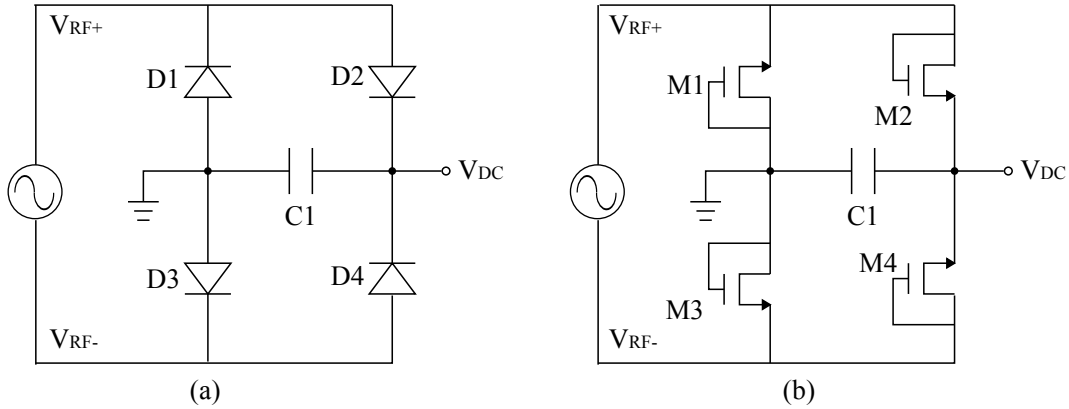 VRF+
D1
D2
VDC
C1
D3
D4
VRF-
(a)
VRF+
M1
M2
VDC
C1
M3
M4
VRF-
(b)